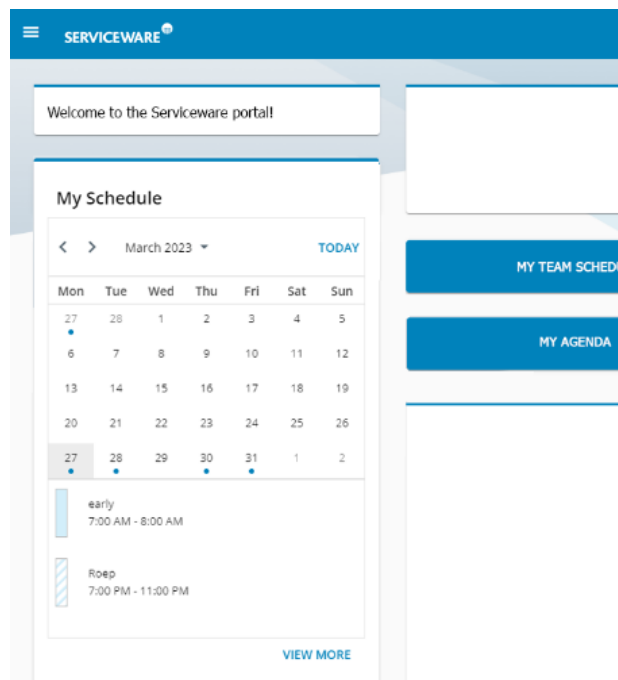 SERVICEWARE
Welcome to the Serviceware portal!
My Schedule
March 2023
TODAY
Mon Tue Wed Thu Fri Sat Sun
27 28 1 2 3 4 5
6 7 8 9 10 11 12
13 14 15 16 17 18 19
20 21 22 23 24 25 26
27 28 29 30 31 1 2
early
7:00 AM - 8:00 AM
Roep
7:00 PM - 11:00 PM
VIEW MORE
MY TEAM SCHED
MY AGENDA